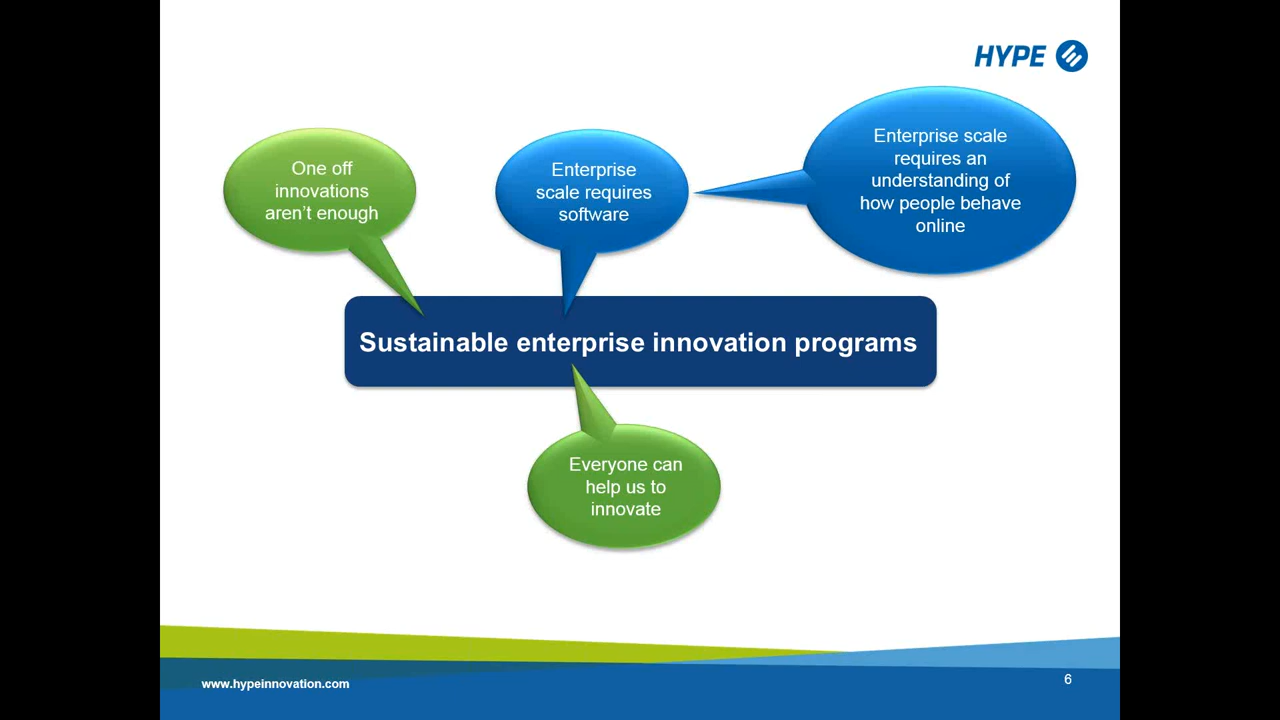 HYPE
One off
innovations
aren't enough
Enterprise
scale requires
software
Enterprise scale
requires an
understanding of
how people behave
online
Sustainable enterprise innovation programs
Everyone can
help us to
innovate
www.hypeinnovation.com
6